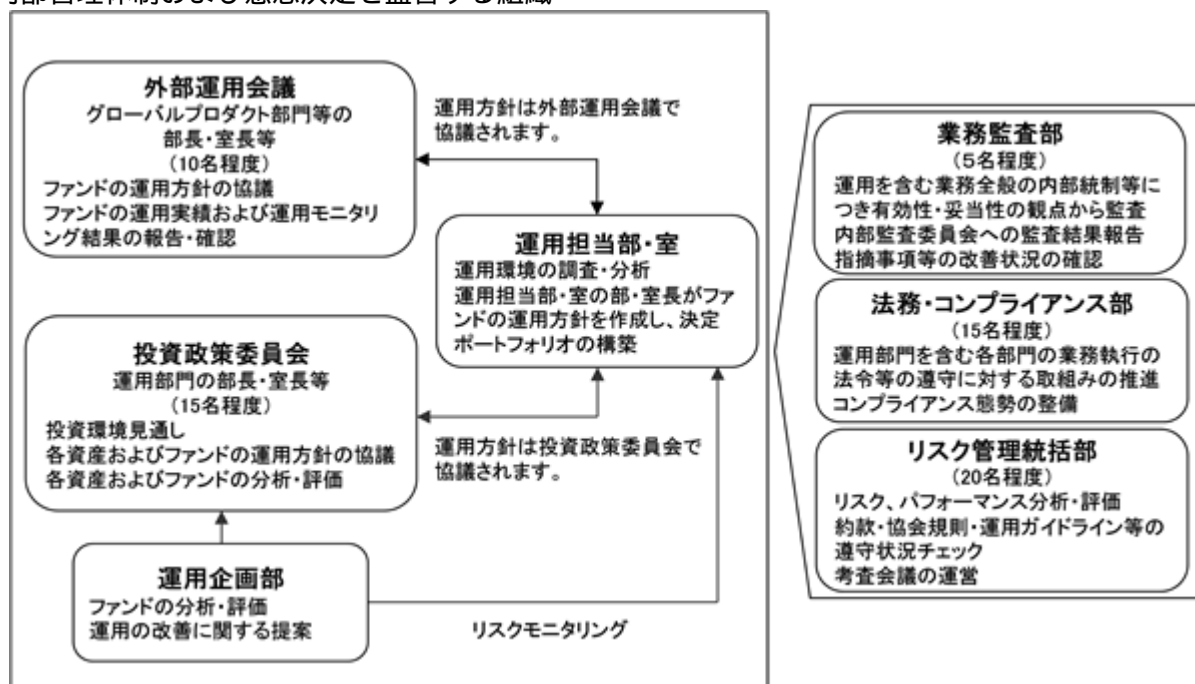 部管理体制および意思決定を監督する組織
外部運用会議
グローバルプロダクト部門等の
部長・室長等
(10名程度)
ファンドの運用方針の協議
ファンドの運用実績および運用モニタリ
ング結果の報告・確認
運用方針は外部運用会議で
協議されます。
運用担当部・室
運用環境の調査・分析
運用担当部・室の部・室長がファ
ンドの運用方針を作成し、決定
ポートフォリオの構築
投資政策委員会
運用部門の部長・室長等
(15名程度)
投資環境見通し
各資産およびファンドの運用方針の協議
各資産およびファンドの分析・評価
運用方針は投資政策委員会で
協議されます。
運用企画部
ファンドの分析・評価
運用の改善に関する提案
リスクモニタリング
業務監査部
(5名程度)
運用を含む業務全般の内部統制等に
つき有効性・妥当性の観点から監査
内部監査委員会への監査結果報告
指摘事項等の改善状況の確認
法務・コンプライアンス部
(15名程度)
運用部門を含む各部門の業務執行の
法令等の遵守に対する取組みの推進
コンプライアンス態勢の整備
リスク管理統括部
(20名程度)
リスク、パフォーマンス分析・評価
約款・協会規則・運用ガイドライン等の
遵守状況チェック
考査会議の運営